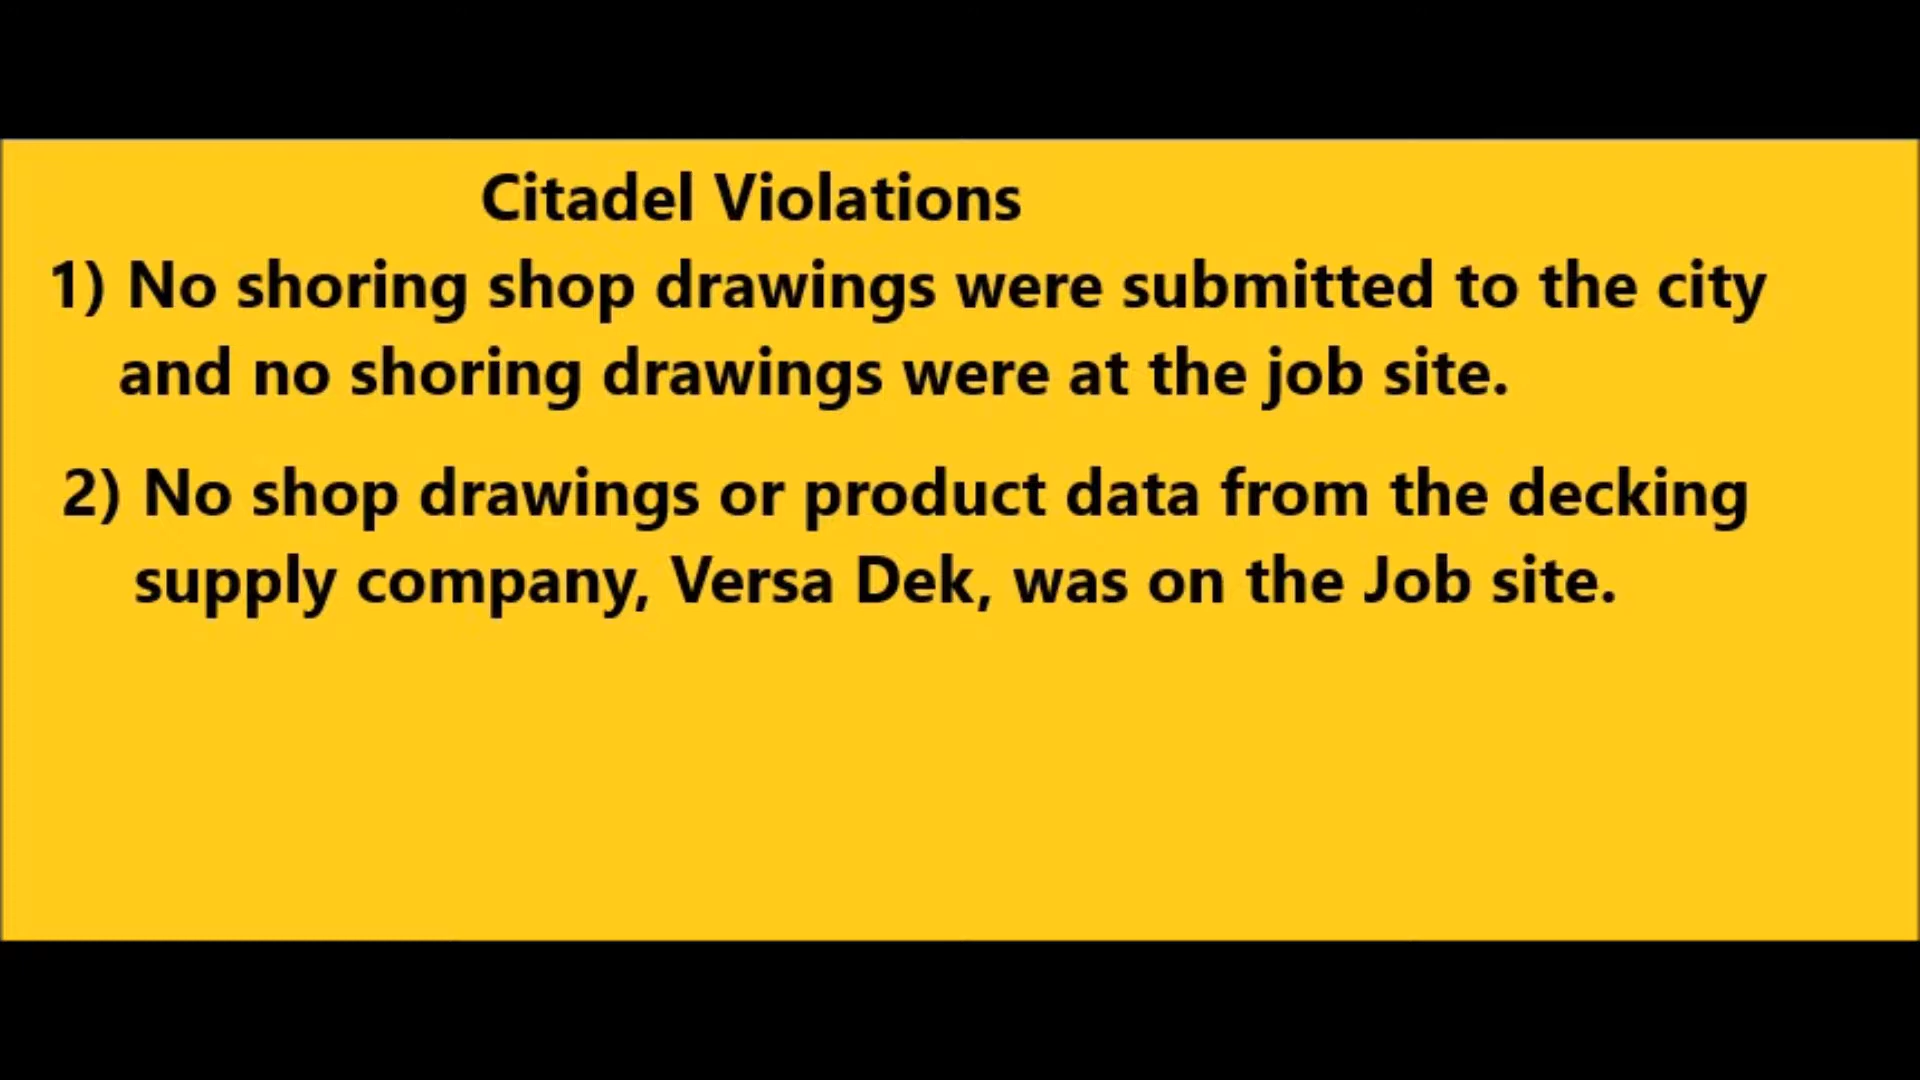 Citadel Violations
1) No shoring shop drawings were submitted to the city
and no shoring drawings were at the job site.
2) No shop drawings or product data from the decking
supply company, Versa Dek, was on the Job site.